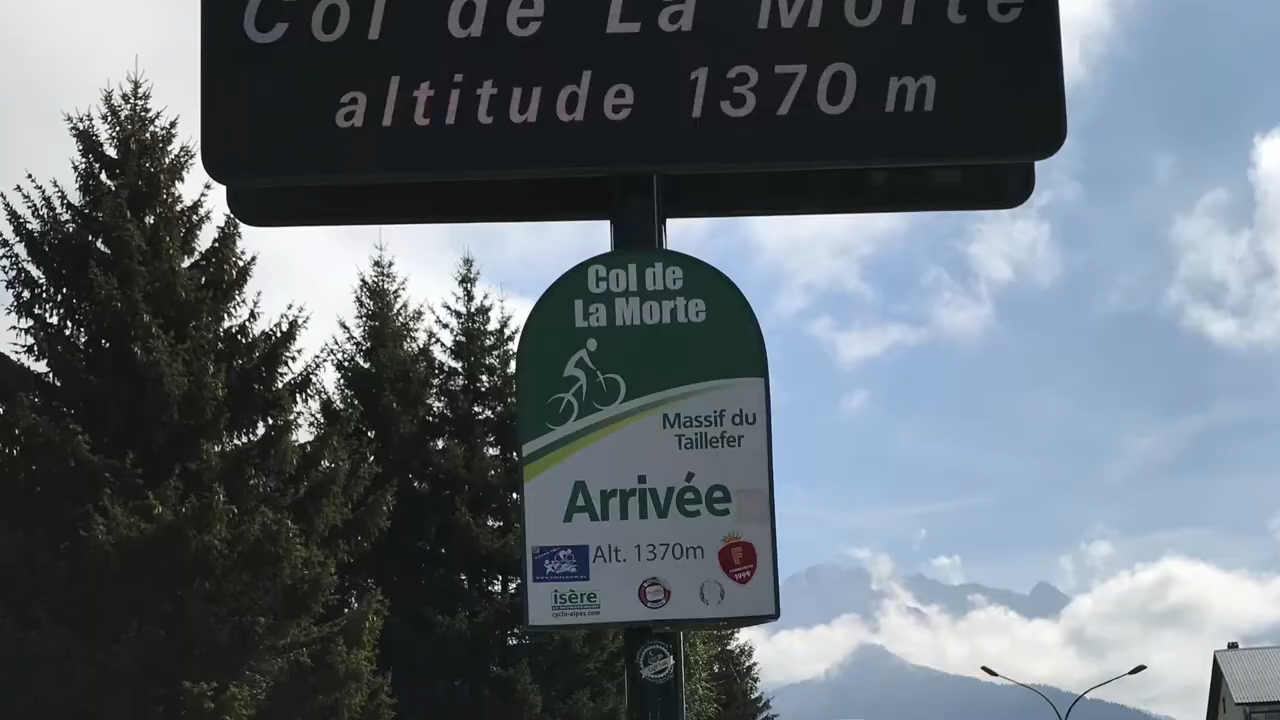 Col de La Morte
altitude 1370 m
Col de
La Morte
Massif du
Taillefer
Arrivée
Alt. 1370m
1999
isère
cyclo-alpes.com